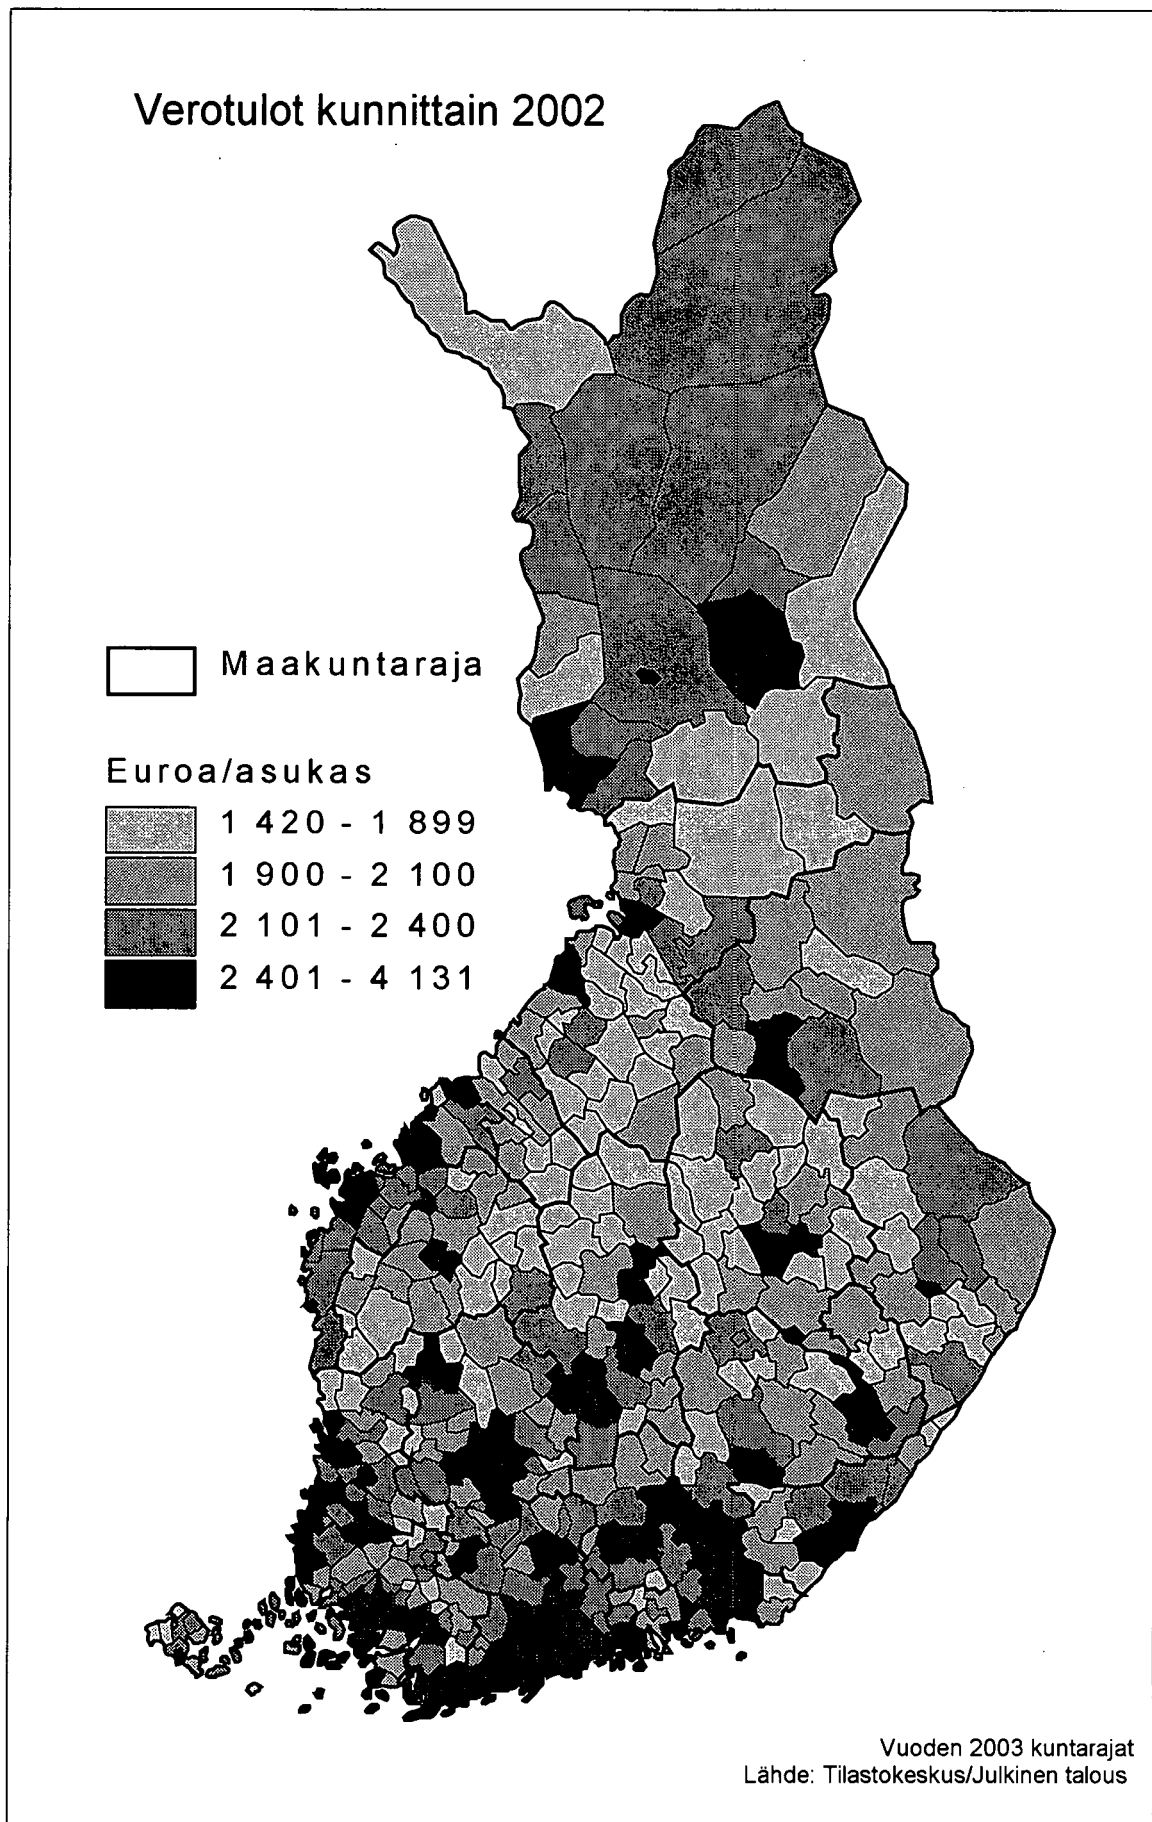 Verotulot kunnittain 2002
Maakuntaraja
Euroa/asukas
1 420 - 1 899
1 900 - 2 100
2 101 - 2 400
2 401 - 4 131
Vuoden 2003 kuntarajat
Lähde: Tilastokeskus/Julkinen talous